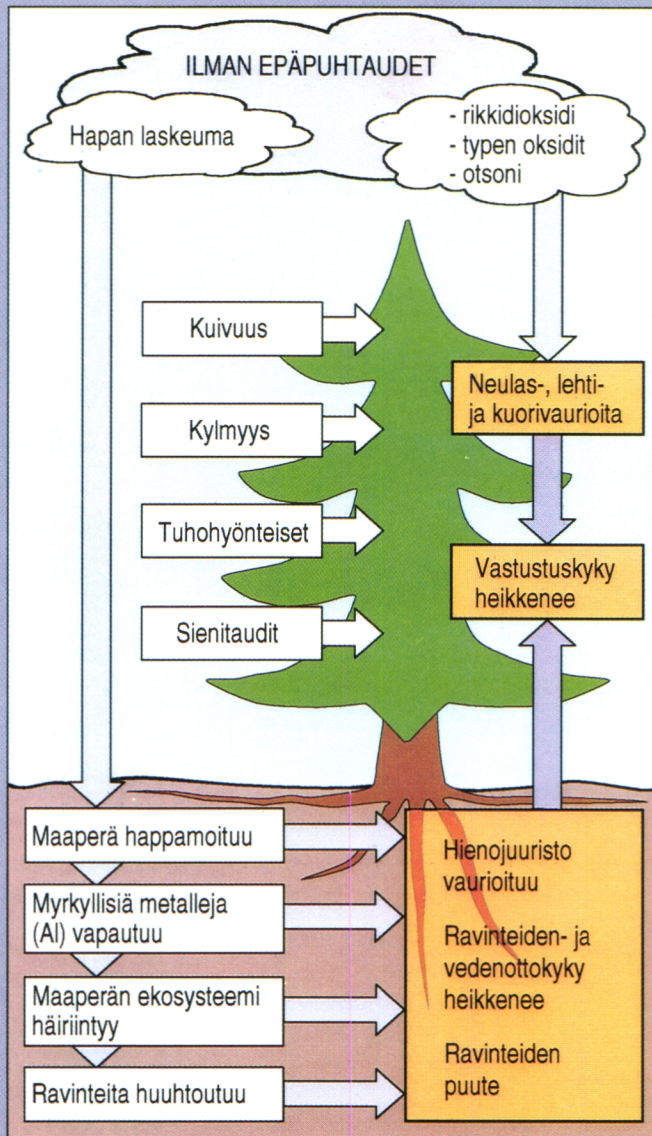 ILMAN EPÄPUHTAUDET
Hapan laskeuma
- rikkidioksidi
- typen oksidit
- otsoni
Kuivuus
Kylmyys
Tuhohyönteiset
Sienitaudit
Neulas-, lehti-
ja kuorivaurioita
Vastustuskyky
heikkenee
Maaperä happamoituu
Myrkyllisiä metalleja
(Al) vapautuu
Maaperän ekosysteemi
häiriintyy
Ravinteita huuhtoutuu
Hienojuuristo
vaurioituu
Ravinteiden- ja
vedenottokyky
heikkenee
Ravinteiden
puute